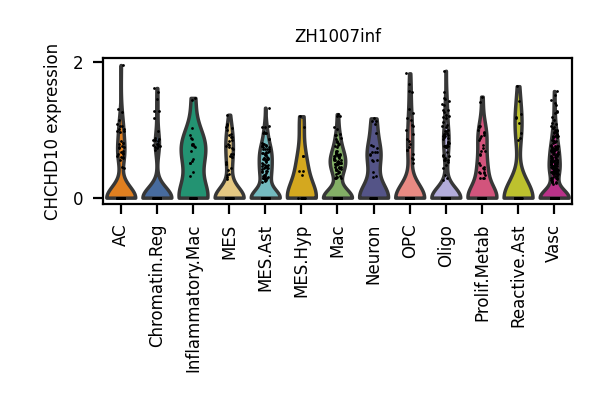 ZH1007inf
CHCHD10 expression
2
0
AC
Chromatin.Reg
Inflammatory.Mac
MES
MES.Ast
MES.Hyp
Mac
Neuron
OPC
Oligo
Prolif.Metab
Reactive.Ast
Vasc